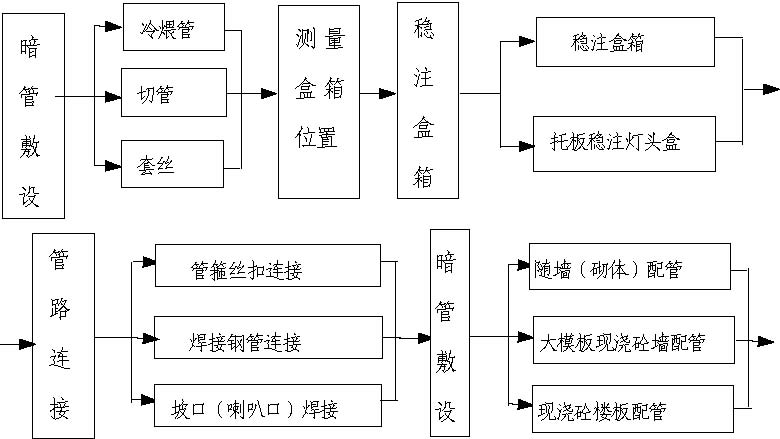 暗管敷设
冷煨管
切管
套丝
测量盒箱位置
稳注盒箱
稳注盒箱
托板稳注灯头盒
管路连接
管箍丝扣连接
焊接钢管连接
坡口（喇叭口）焊接
暗管敷设
随墙（砌体）配管
大模板现浇砼墙配管
现浇砼楼板配管